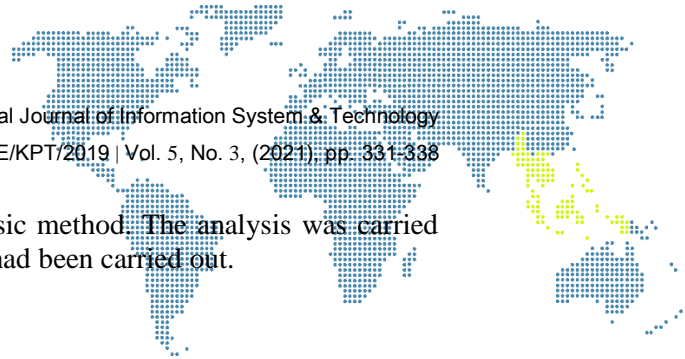 al Journal of Information System & Technology
E/KPT/2019 | Vol. 5, No. 3, (2021), pp. 331-338
sic method. The analysis was carried
had been carried out.